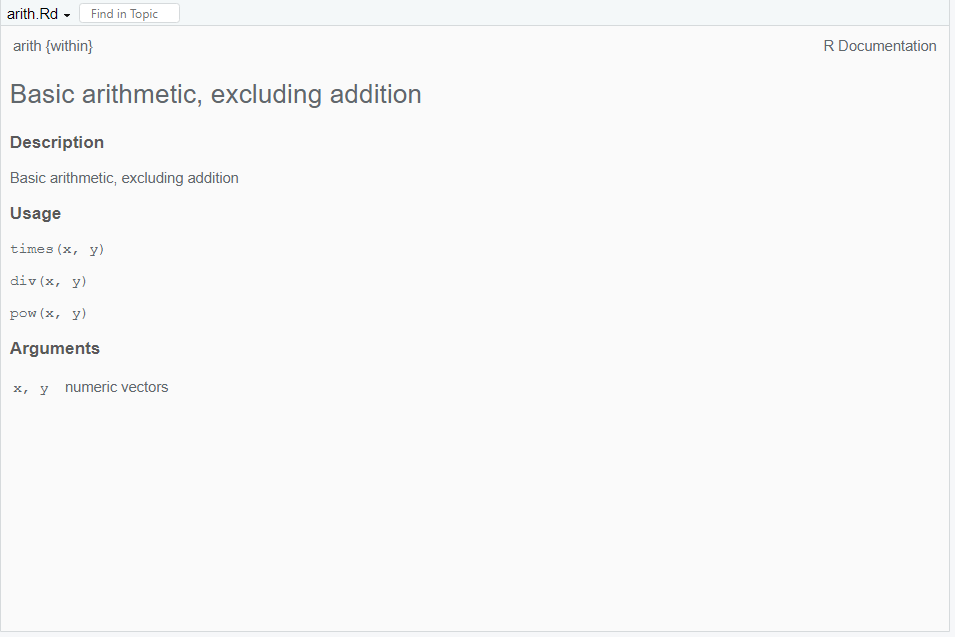 arith.Rd
Find in Topic
arith {within}
R Documentation
Basic arithmetic, excluding addition
Description
Basic arithmetic, excluding addition
Usage
times(x, y)
div(x, y)
pow(x, y)
Arguments
x, y numeric vectors